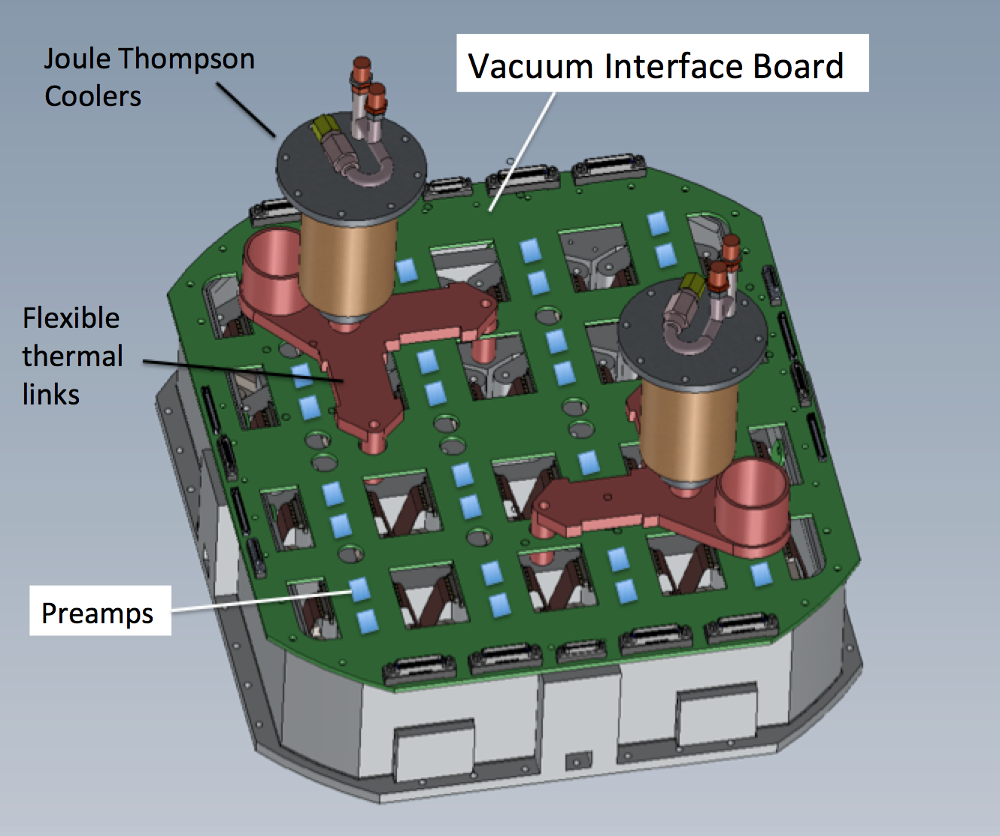 Joule Thompson
Coolers
Vacuum Interface Board
Flexible
thermal
links
Preamps